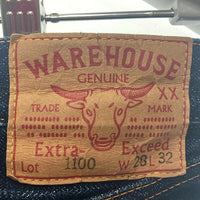 WAREHOUSE
GENUINE
XX
TRADE MARK
Extra- Exceed
Lot 1100 W 28 L 32